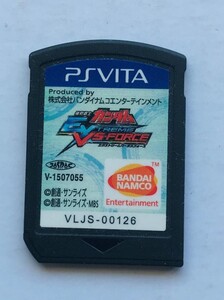 PSVITA
Produced by
株式会社バンダイナムコエンターテインメント
機動戦士
ガンダム
EXTREME
VS-FORCE
V-1507055
BANDAI
NAMCO
Entertainment
©創通・サンライズ
©創通・サンライズ・MBS
VLJS-00126